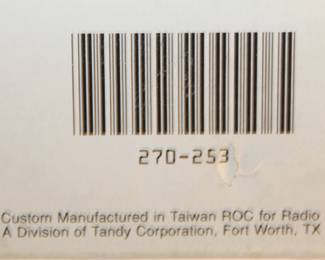 270-253
Custom Manufactured in Taiwan ROC for Radio
A Division of Tandy Corporation, Fort Worth, TX